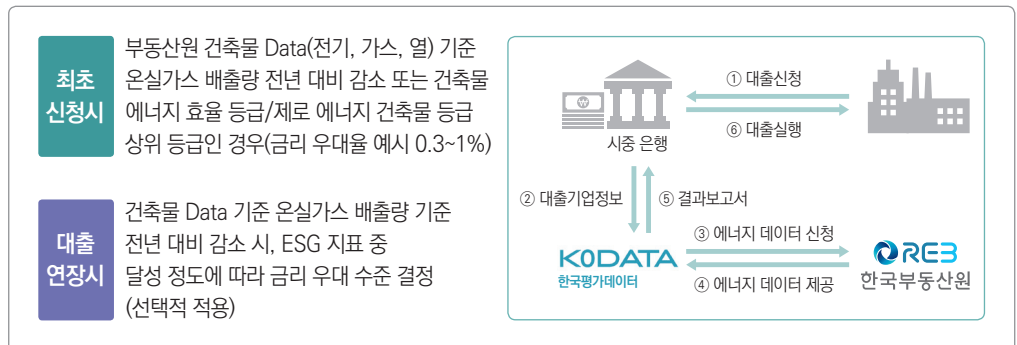 최초
신청시
부동산원 건축물 Data(전기, 가스, 열) 기준
온실가스 배출량 전년 대비 감소 또는 건축물
에너지 효율 등급/제로 에너지 건축물 등급
상위 등급인 경우(금리 우대율 예시 0.3~1%)
대출
연장시
건축물 Data 기준 온실가스 배출량 기준
전년 대비 감소 시, ESG 지표 중
달성 정도에 따라 금리 우대 수준 결정
(선택적 적용)
① 대출신청
⑥ 대출실행
₩
시중 은행
② 대출기업정보
⑤ 결과보고서
KODATA
한국평가데이터
③ 에너지 데이터 신청
④ 에너지 데이터 제공
REB
한국부동산원